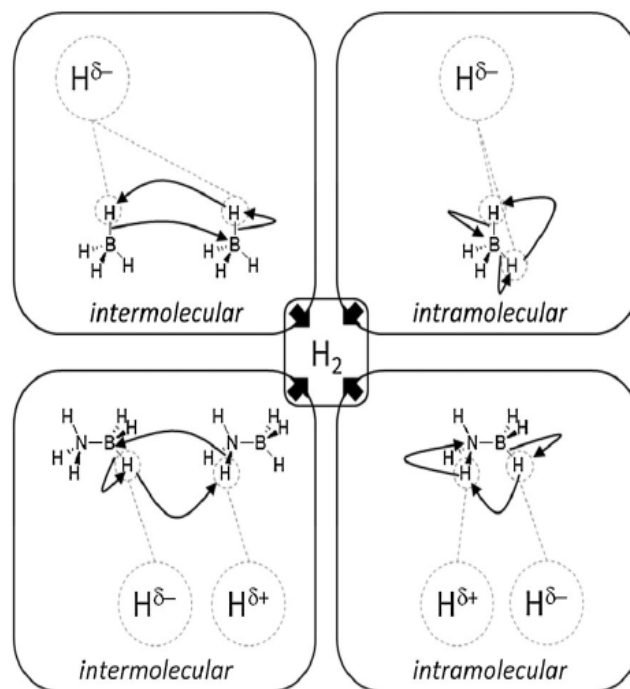 Hδ−
H H
H B H B
H H H H
intermolecular
Hδ−
H
H B H
H
intramolecular
H2
H H H H
H H
N B N B
H H H H
H H
Hδ− Hδ+
intermolecular
H H
H
N B
H H
H
Hδ+ Hδ−
intramolecular